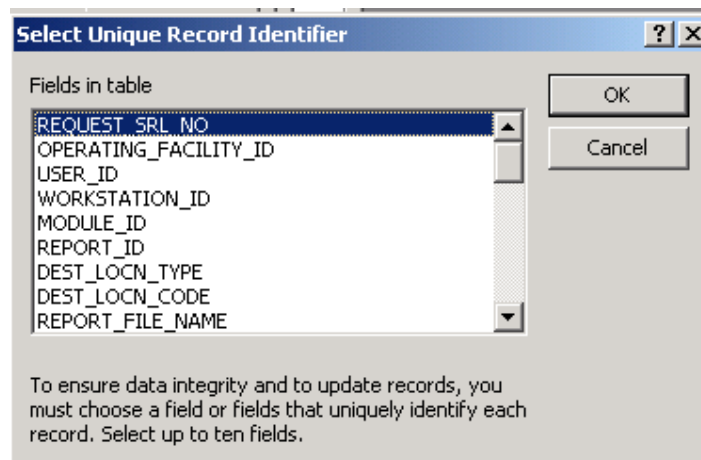 Select Unique Record Identifier
Fields in table
REQUEST_SRL_NO
OPERATING_FACILITY_ID
USER_ID
WORKSTATION_ID
MODULE_ID
REPORT_ID
DEST_LOCN_TYPE
DEST_LOCN_CODE
REPORT_FILE_NAME
OK
Cancel
To ensure data integrity and to update records, you
must choose a field or fields that uniquely identify each
record. Select up to ten fields.